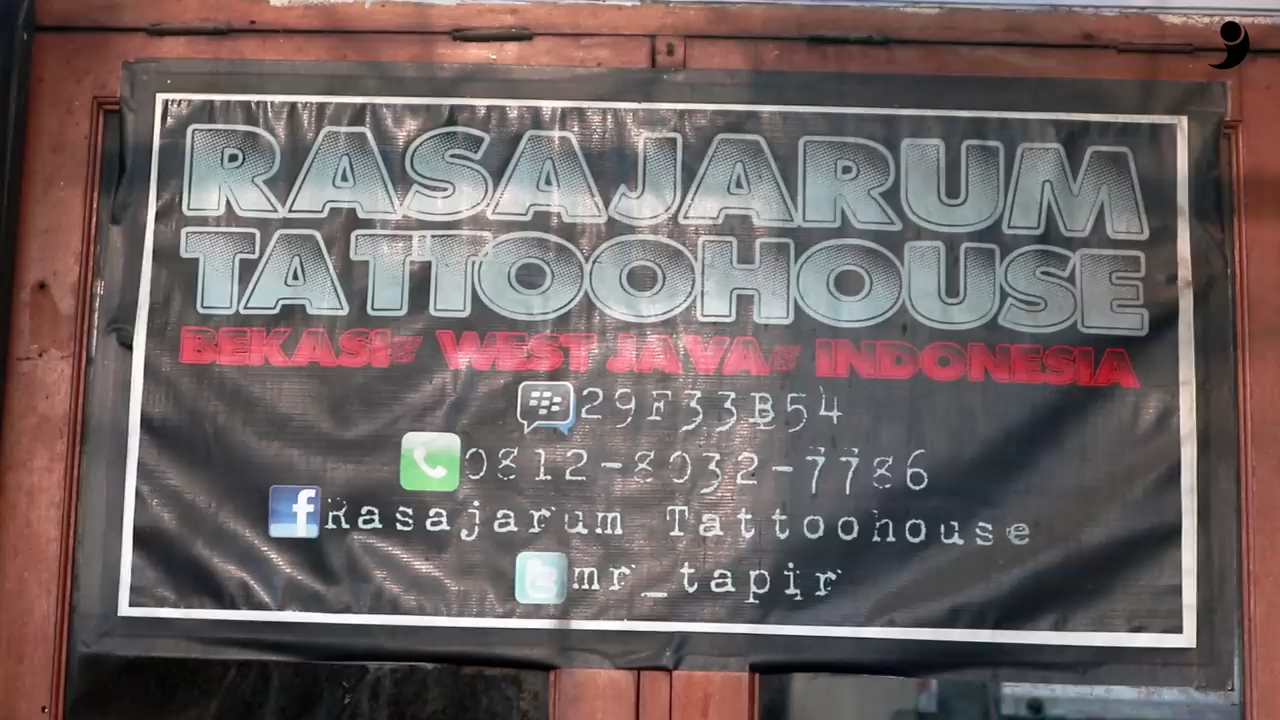 RASAJARUM
TATTOOHOUSE
BEKASI# WEST JAVA# INDONESIA
29F33B54
0812-8032-7786
Rasajarum Tattoohouse
mr_tapir